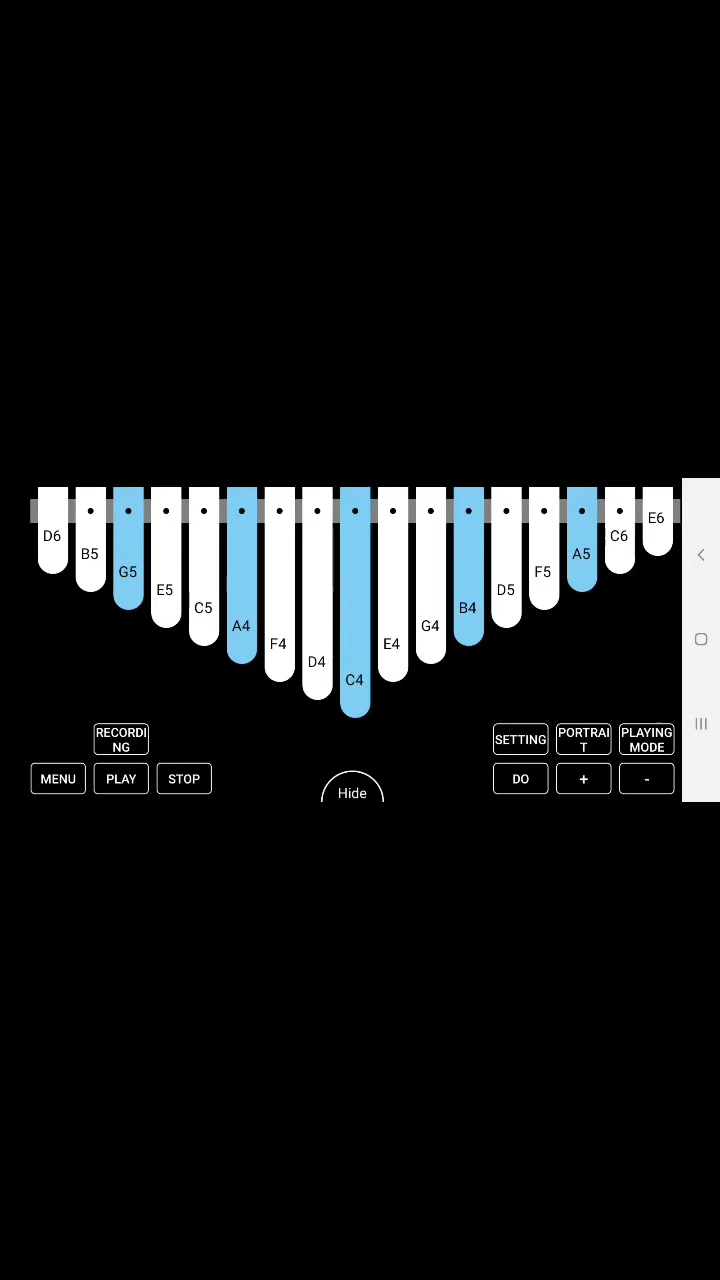 D6
B5
G5
E5
C5
A4
F4
D4
C4
E4
G4
B4
D5
F5
A5
C6
E6
RECORDI
NG
SETTING
PORTRAI
T
PLAYING
MODE
MENU
PLAY
STOP
Hide
DO
+
-